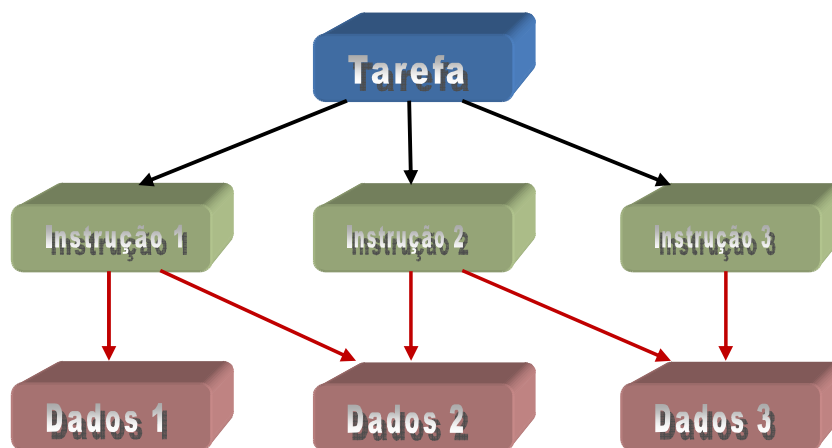 Tarefa
Instrução 1
Instrução 2
Instrução 3
Dados 1
Dados 2
Dados 3